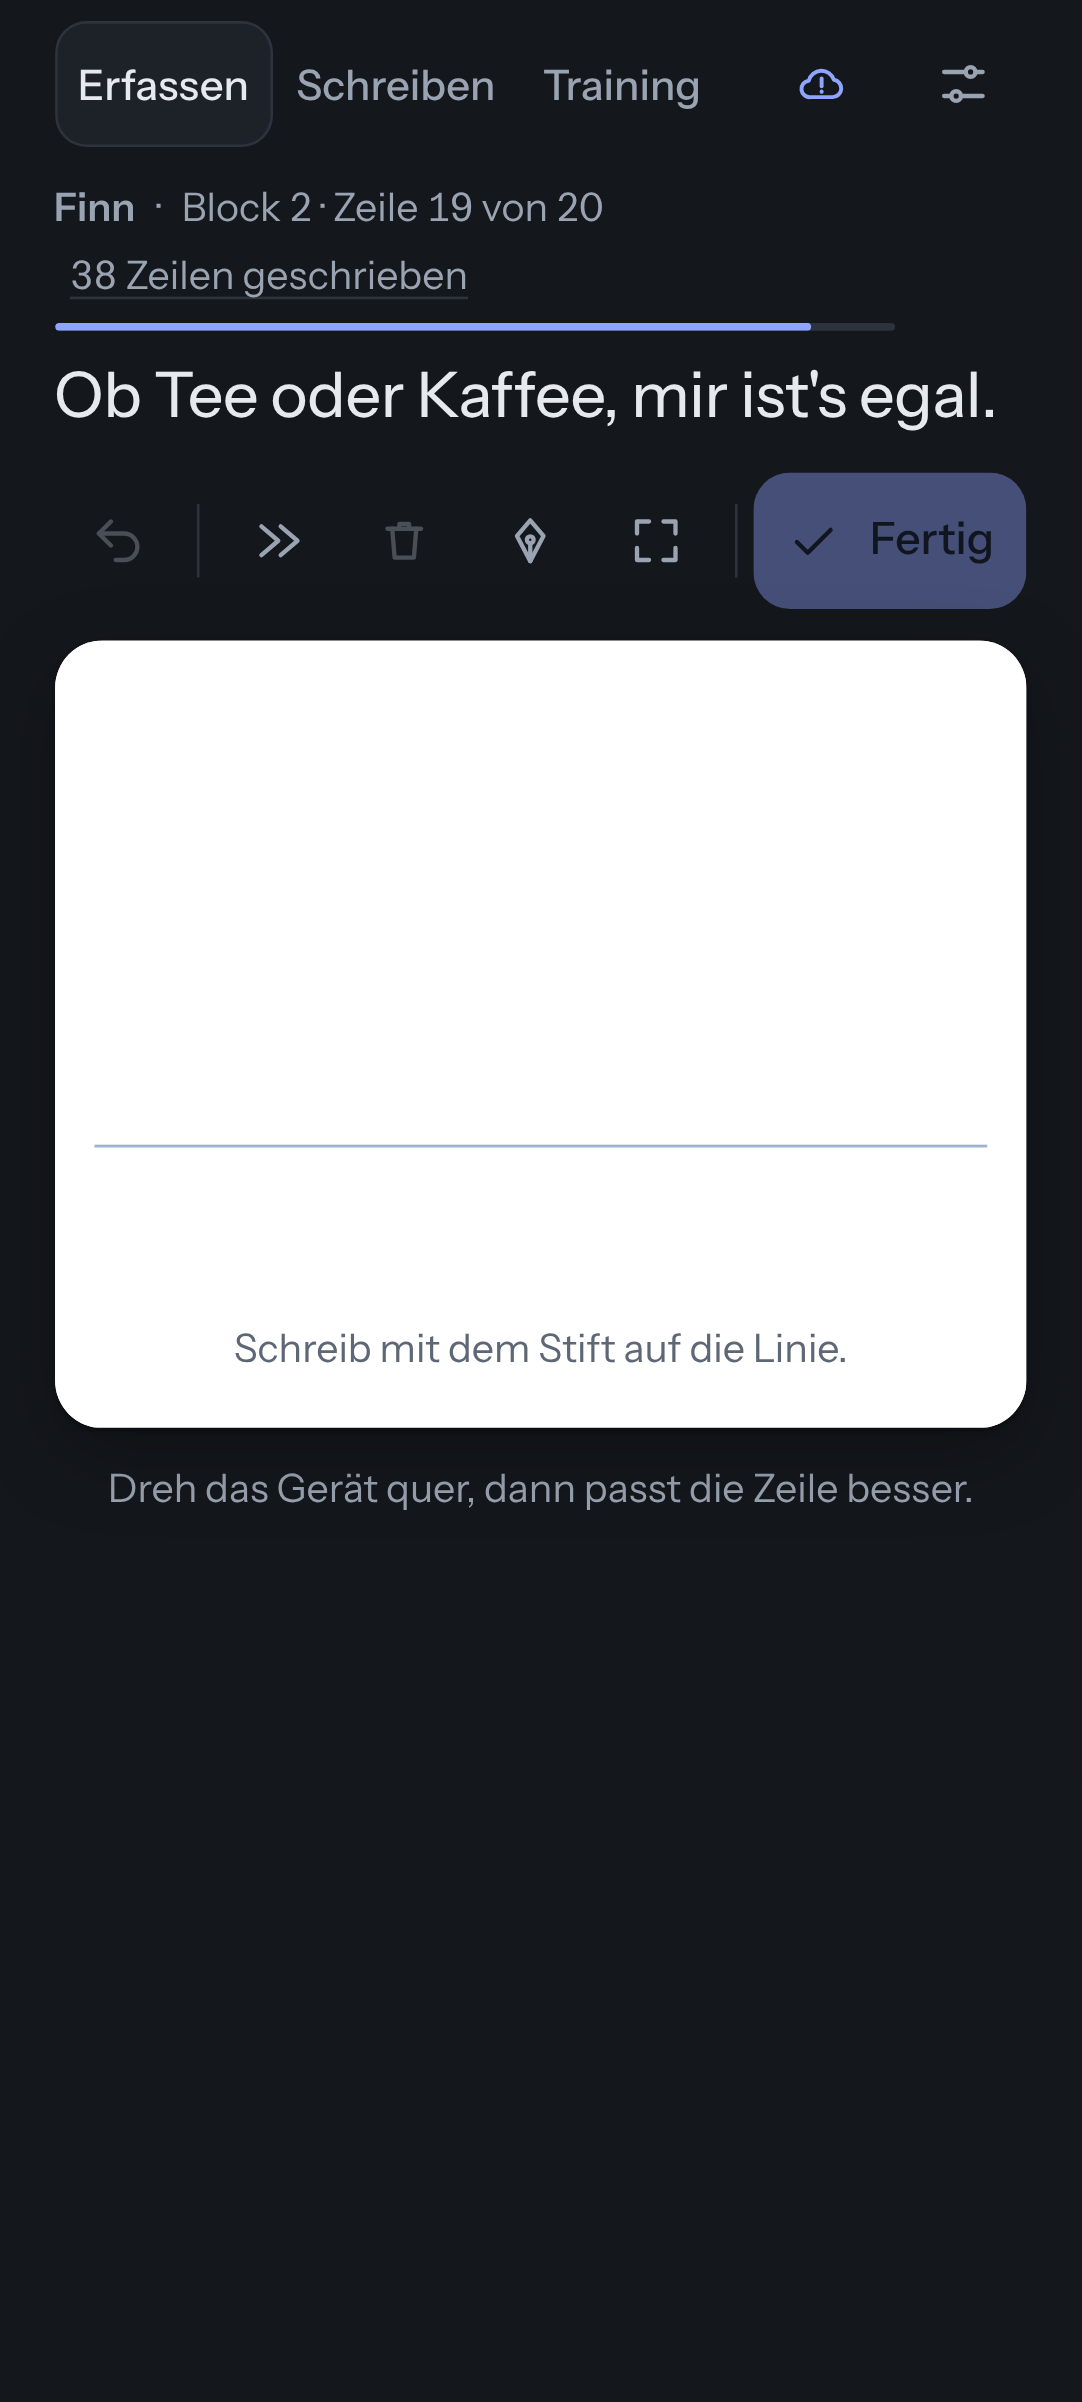 Erfassen Schreiben Training
Finn · Block 2 · Zeile 19 von 20
38 Zeilen geschrieben
Ob Tee oder Kaffee, mir ist's egal.
Fertig
Schreib mit dem Stift auf die Linie.
Dreh das Gerät quer, dann passt die Zeile besser.